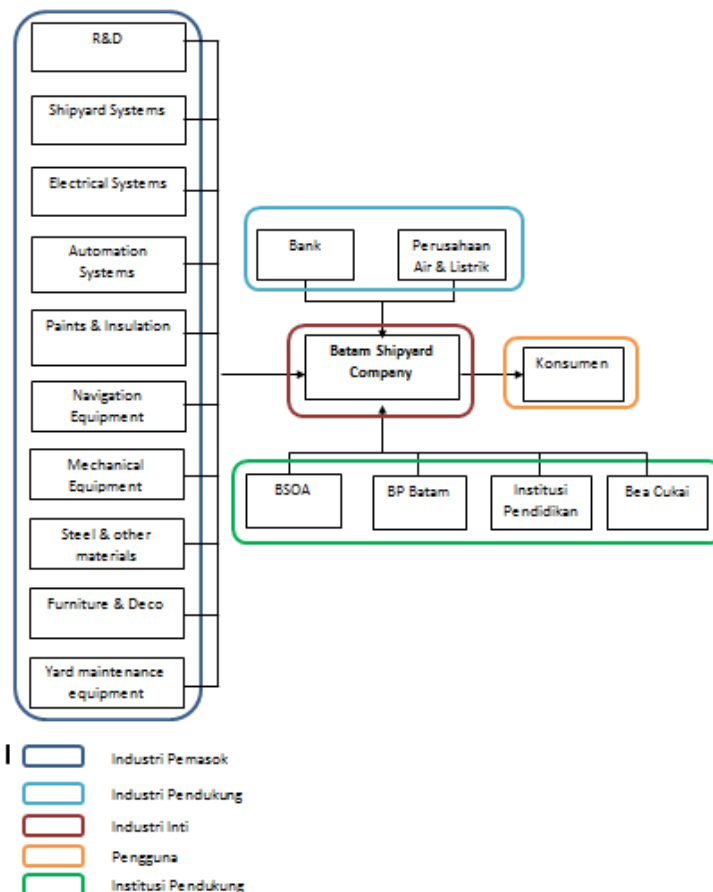 R&D
Shipyard Systems
Electrical Systems
Automation
Systems
Paints & Insulation
Navigation
Equipment
Mechanical
Equipment
Steel & other
materials
Furniture & Deco
Yard maintenance
equipment
Bank
Perusahaan
Air & Listrik
Batam Shipyard
Company
Konsumen
BSOA
BP Batam
Institusi
Pendidikan
Bea Cukai
I
Industri Pemasok
Industri Pendukung
Industri Inti
Pengguna
Institusi Pendukung